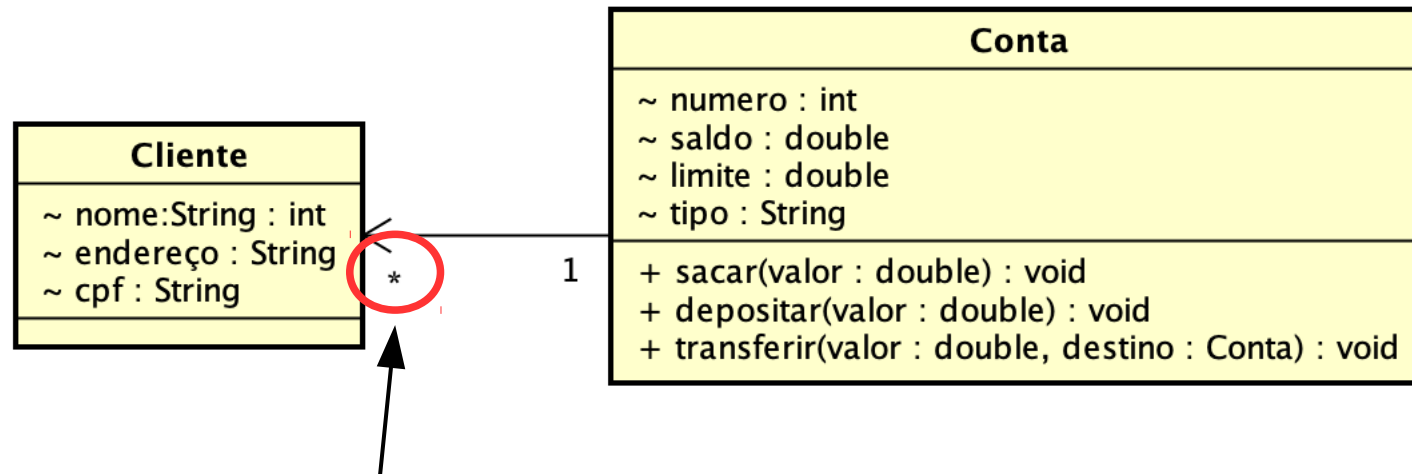 Cliente
~ nome:String : int
~ endereço : String
~ cpf : String
*
1
Conta
~ numero : int
~ saldo : double
~ limite : double
~ tipo : String
+ sacar(valor : double) : void
+ depositar(valor : double) : void
+ transferir(valor : double, destino : Conta) : void